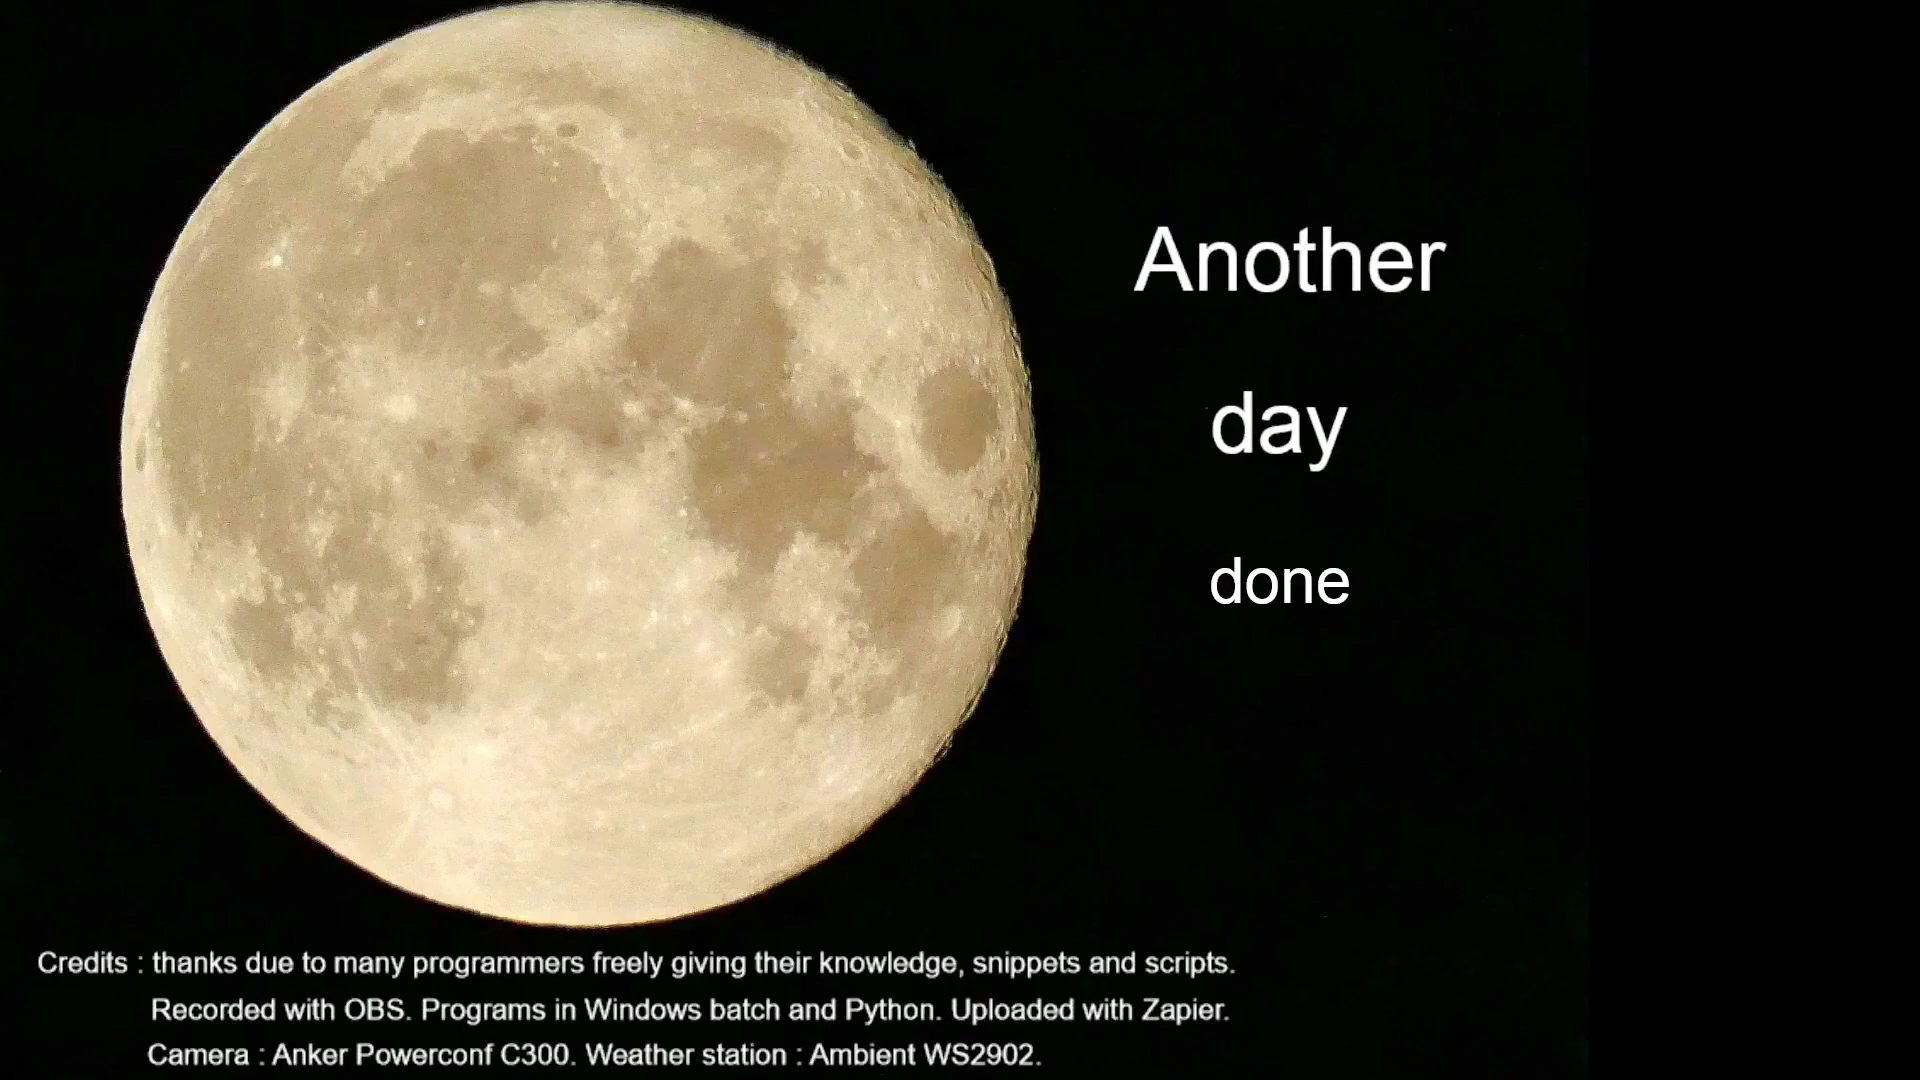 Another
day
done
Credits : thanks due to many programmers freely giving their knowledge, snippets and scripts.
Recorded with OBS. Programs in Windows batch and Python. Uploaded with Zapier.
Camera : Anker Powerconf C300. Weather station : Ambient WS2902.